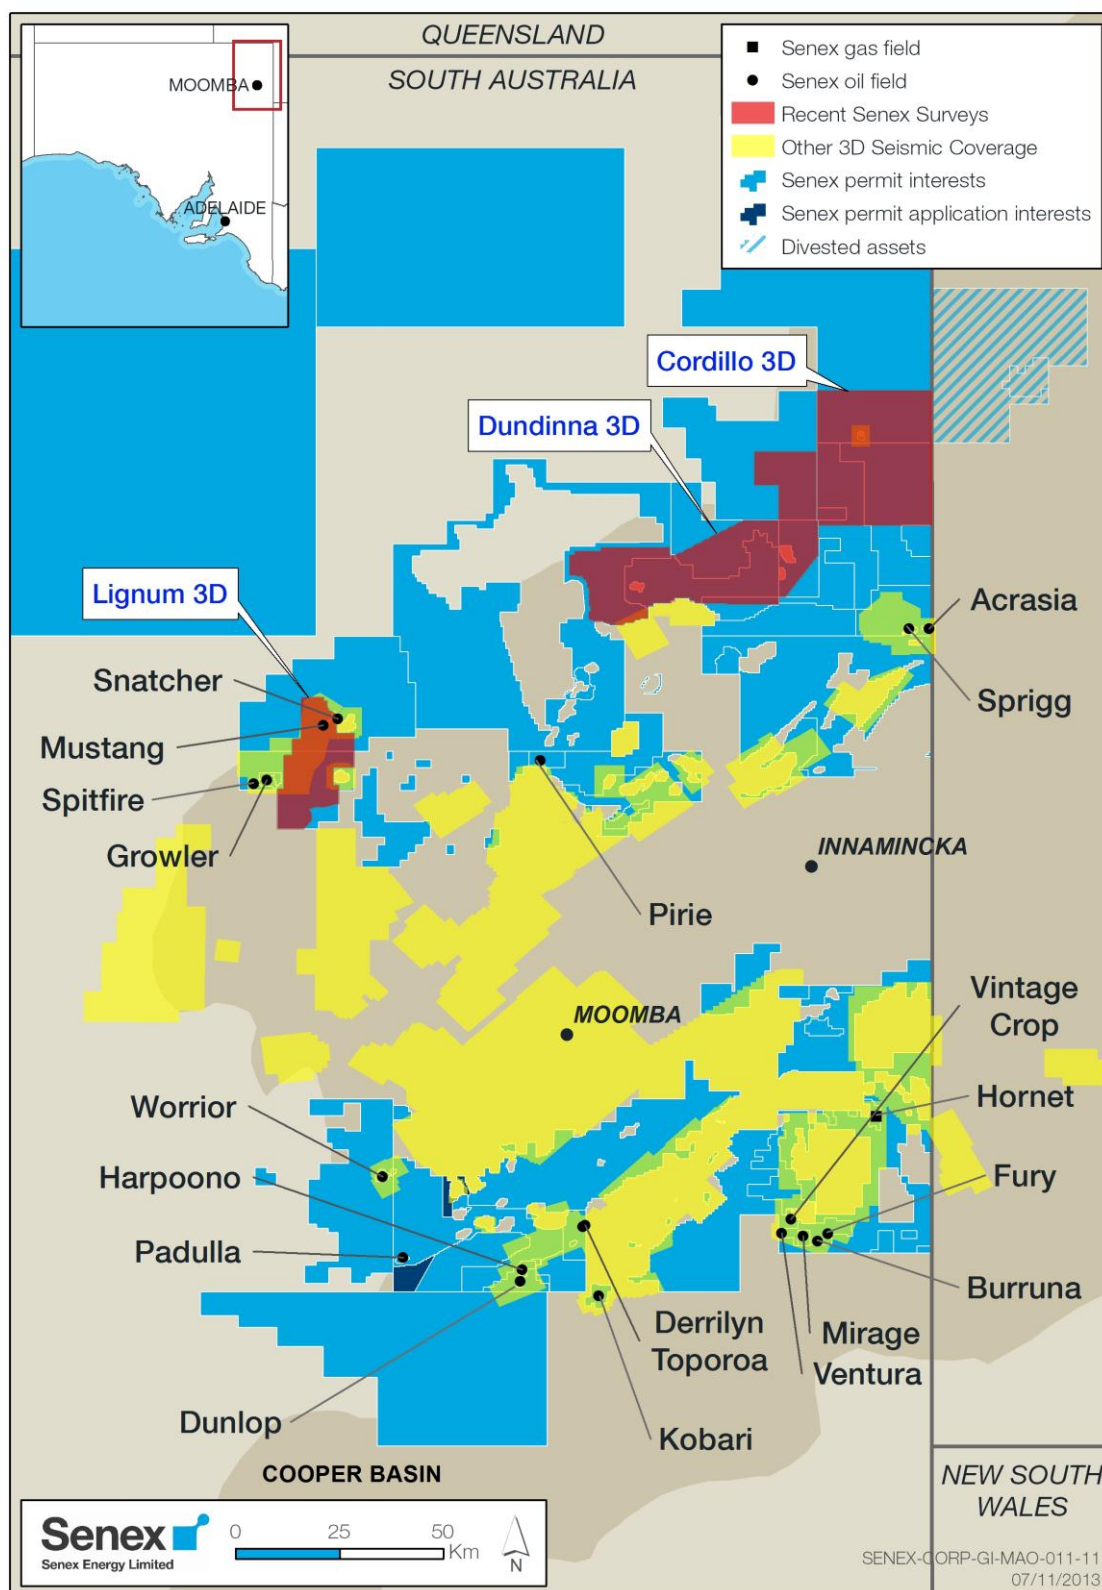 QUEENSLAND
SOUTH AUSTRALIA
MOOMBA
ADELAIDE
Senex gas field
Senex oil field
Recent Senex Surveys
Other 3D Seismic Coverage
Senex permit interests
Senex permit application interests
Divested assets
Cordillo 3D
Dundinna 3D
Lignum 3D
Acrasia
Sprigg
Snatcher
Mustang
Spitfire
Growler
INNAMINCKA
Pirie
MOOMBA
Vintage
Crop
Hornet
Fury
Burruna
Worrior
Harpoono
Padulla
Dunlop
Derrilyn
Toporoa
Mirage
Ventura
Kobari
COOPER BASIN
NEW SOUTH
WALES
Senex
Senex Energy Limited
0 25 50
Km
N
SENEX-CORP-GI-MAO-011-11
07/11/2013